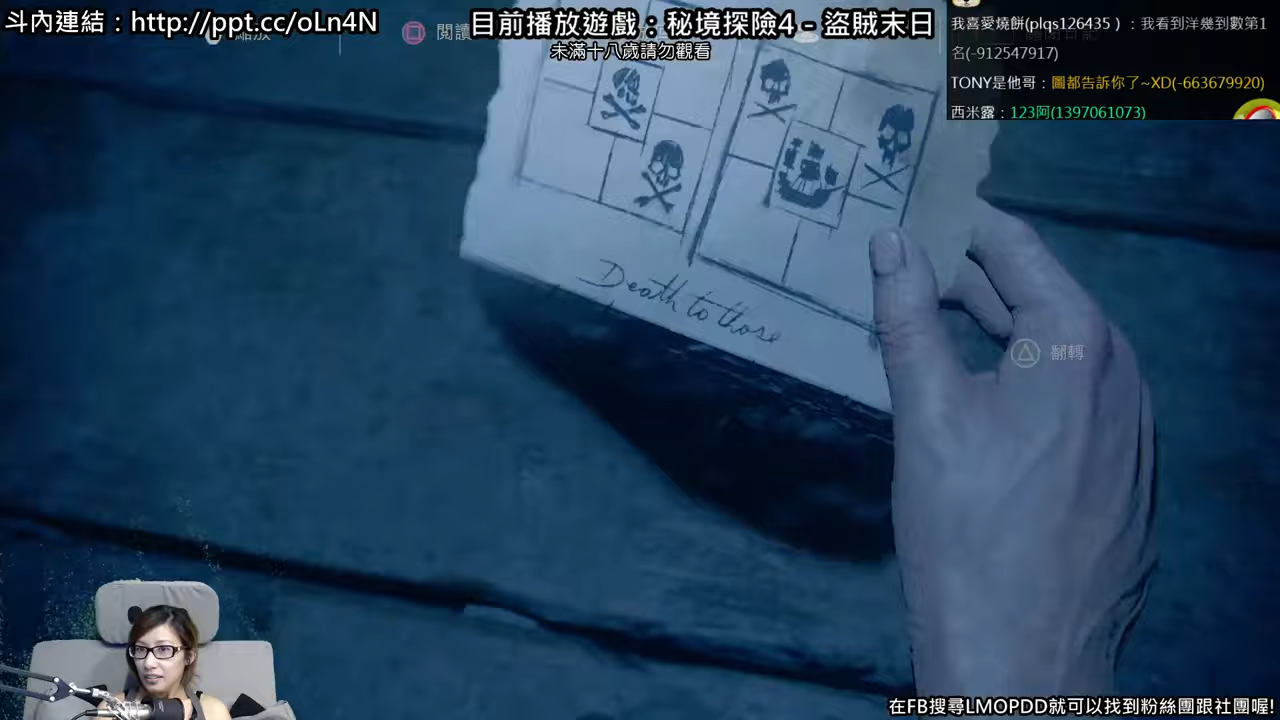 斗內連結：http://ppt.cc/oLn4N
縮放
閱讀
目前播放遊戲：秘境探險4 - 盜賊末日
未滿十八歲請勿觀看
我喜愛燒餅(plqs126435 )：我看到洋幾到數第1
名(-912547917)
TONY是他哥：圖都告訴你了~XD(-663679920)
西米露：123阿(1397061073)
Death to those
翻轉
在FB搜尋LMOPDD就可以找到粉絲團跟社團喔!